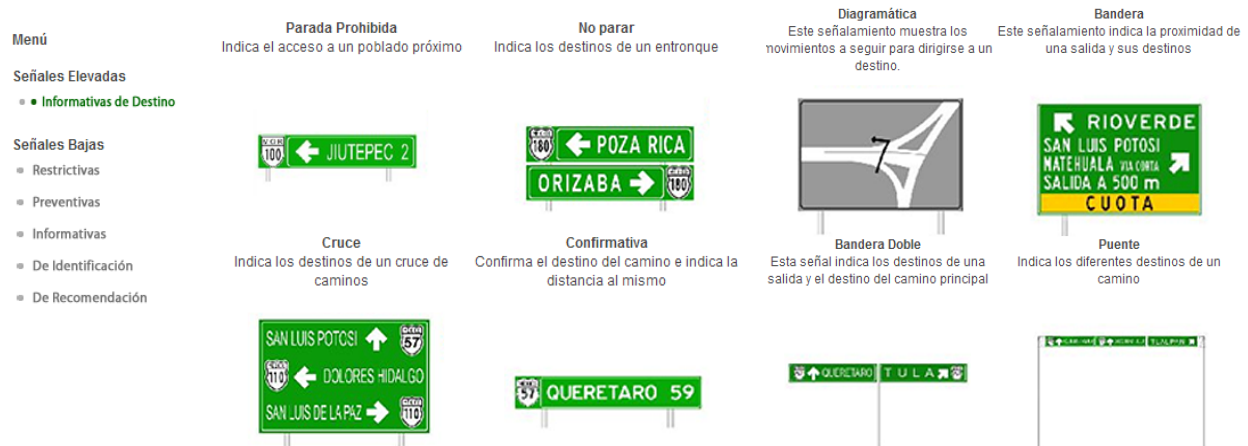 Menú
Señales Elevadas
Informativas de Destino
Señales Bajas
Restrictivas
Preventivas
Informativas
De Identificación
De Recomendación
Parada Prohibida
Indica el acceso a un poblado próximo
100 JIUTEPEC 2
No parar
Indica los destinos de un entronque
180 POZA RICA
ORIZABA 180
Diagramática
Este señalamiento muestra los
movimientos a seguir para dirigirse a un
destino.
7
Bandera
Este señalamiento indica la proximidad de
una salida y sus destinos
RIOVERDE
SAN LUIS POTOSI
MATEHUALA VIA CORTA
SALIDA A 500 m
CUOTA
Cruce
Indica los destinos de un cruce de
caminos
SAN LUIS POTOSI 57
110 DOLORES HIDALGO
SAN LUIS DE LA PAZ 110
Confirmativa
Confirma el destino del camino e indica la
distancia al mismo
57 QUERETARO 59
Bandera Doble
Esta señal indica los destinos de una
salida y el destino del camino principal
QUERETARO TULA
Puente
Indica los diferentes destinos de un
camino
TLALPAN